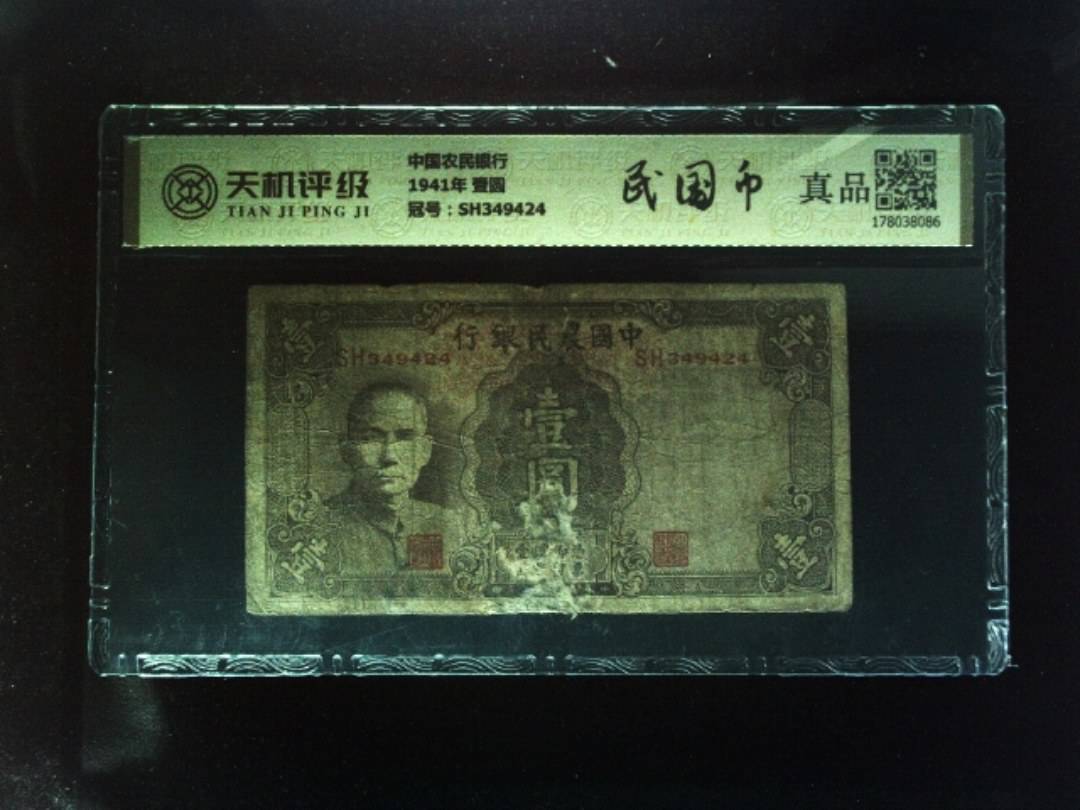 天机评级
TIAN JI PING JI
中国农民银行
1941年 壹圆
冠号：SH349424
民国币
真品
178038086
行銀民農國中
SH349424
SH349424
壹
圓
壹
壹
壹
壹